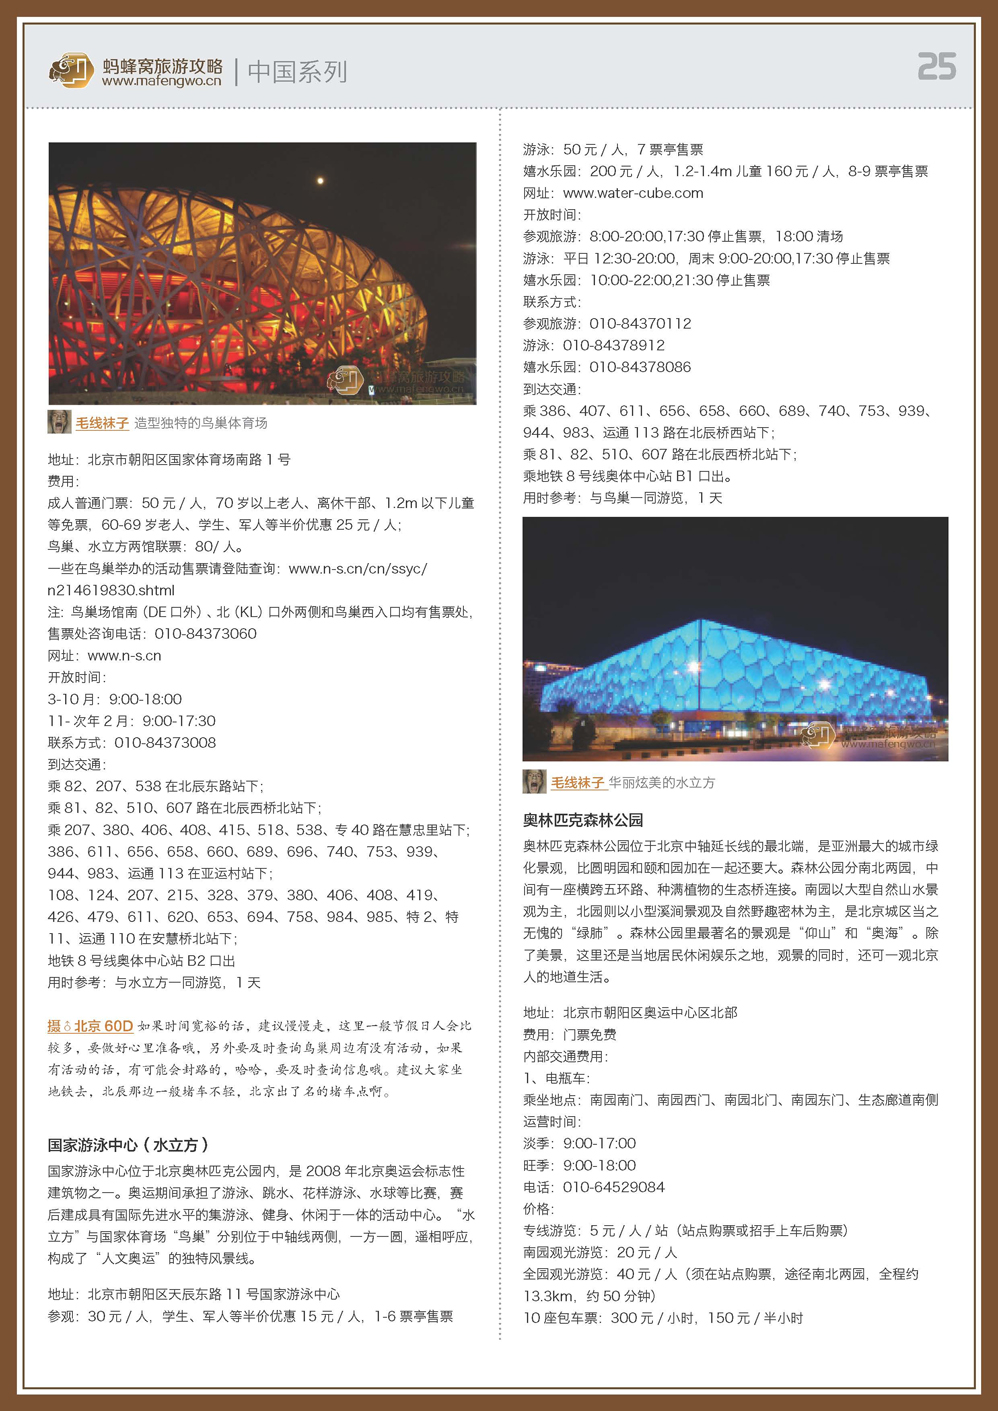 蚂蜂窝旅游攻略
www.mafengwo.cn
中国系列
25
蚂蜂窝旅游攻略
www.mafengwo.cn
毛线袜子 造型独特的鸟巢体育场
地址：北京市朝阳区国家体育场南路 1 号
费用：
成人普通门票：50 元 / 人，70 岁以上老人、离休干部、1.2m 以下儿童
等免票，60-69 岁老人、学生、军人等半价优惠 25 元 / 人；
鸟巢、水立方两馆联票：80/ 人。
一些在鸟巢举办的活动售票请登陆查询：www.n-s.cn/cn/ssyc/
n214619830.shtml
注：鸟巢场馆南（DE 口外）、北（KL）口外两侧和鸟巢西入口均有售票处，
售票处咨询电话：010-84373060
网址：www.n-s.cn
开放时间：
3-10 月：9:00-18:00
11- 次年 2 月：9:00-17:30
联系方式：010-84373008
到达交通：
乘 82、207、538 在北辰东路站下；
乘 81、82、510、607 路在北辰西桥北站下；
乘 207、380、406、408、415、518、538、专 40 路在慧忠里站下；
386、611、656、658、660、689、696、740、753、939、
944、983、运通 113 在亚运村站下；
108、124、207、215、328、379、380、406、408、419、
426、479、611、620、653、694、758、984、985、特 2、特
11、运通 110 在安慧桥北站下；
地铁 8 号线奥体中心站 B2 口出
用时参考：与水立方一同游览，1 天
摄♂北京 60D 如果时间宽裕的话，建议慢慢走，这里一般节假日人会比
较多，要做好心里准备哦，另外要及时查询鸟巢周边有没有活动，如果
有活动的话，有可能会封路的，哈哈，要及时查询信息哦。建议大家坐
地铁去，北辰那边一般堵车不轻，北京出了名的堵车点啊。
国家游泳中心（水立方）
国家游泳中心位于北京奥林匹克公园内，是 2008 年北京奥运会标志性
建筑物之一。奥运期间承担了游泳、跳水、花样游泳、水球等比赛，赛
后建成具有国际先进水平的集游泳、健身、休闲于一体的活动中心。“水
立方”与国家体育场“鸟巢”分别位于中轴线两侧，一方一圆，遥相呼应，
构成了“人文奥运”的独特风景线。
地址：北京市朝阳区天辰东路 11 号国家游泳中心
参观：30 元 / 人，学生、军人等半价优惠 15 元 / 人，1-6 票亭售票
游泳：50 元 / 人，7 票亭售票
嬉水乐园：200 元 / 人，1.2-1.4m 儿童 160 元 / 人，8-9 票亭售票
网址：www.water-cube.com
开放时间：
参观旅游：8:00-20:00,17:30 停止售票，18:00 清场
游泳：平日 12:30-20:00，周末 9:00-20:00,17:30 停止售票
嬉水乐园：10:00-22:00,21:30 停止售票
联系方式：
参观旅游：010-84370112
游泳：010-84378912
嬉水乐园：010-84378086
到达交通：
乘 386、407、611、656、658、660、689、740、753、939、
944、983、运通 113 路在北辰桥西站下；
乘 81、82、510、607 路在北辰西桥北站下；
乘地铁 8 号线奥体中心站 B1 口出。
用时参考：与鸟巢一同游览，1 天
蚂蜂窝旅游攻略
www.mafengwo.cn
毛线袜子 华丽炫美的水立方
奥林匹克森林公园
奥林匹克森林公园位于北京中轴延长线的最北端，是亚洲最大的城市绿
化景观，比圆明园和颐和园加在一起还要大。森林公园分南北两园，中
间有一座横跨五环路、种满植物的生态桥连接。南园以大型自然山水景
观为主，北园则以小型溪涧景观及自然野趣密林为主，是北京城区当之
无愧的“绿肺”。森林公园里最著名的景观是“仰山”和“奥海”。除
了美景，这里还是当地居民休闲娱乐之地，观景的同时，还可一观北京
人的地道生活。
地址：北京市朝阳区奥运中心区北部
费用：门票免费
内部交通费用：
1、电瓶车：
乘坐地点：南园南门、南园西门、南园北门、南园东门、生态廊道南侧
运营时间：
淡季：9:00-17:00
旺季：9:00-18:00
电话：010-64529084
价格：
专线游览：5 元 / 人 / 站（站点购票或招手上车后购票）
南园观光游览：20 元 / 人
全园观光游览：40 元 / 人（须在站点购票，途径南北两园，全程约
13.3km，约 50 分钟）
10 座包车票：300 元 / 小时，150 元 / 半小时